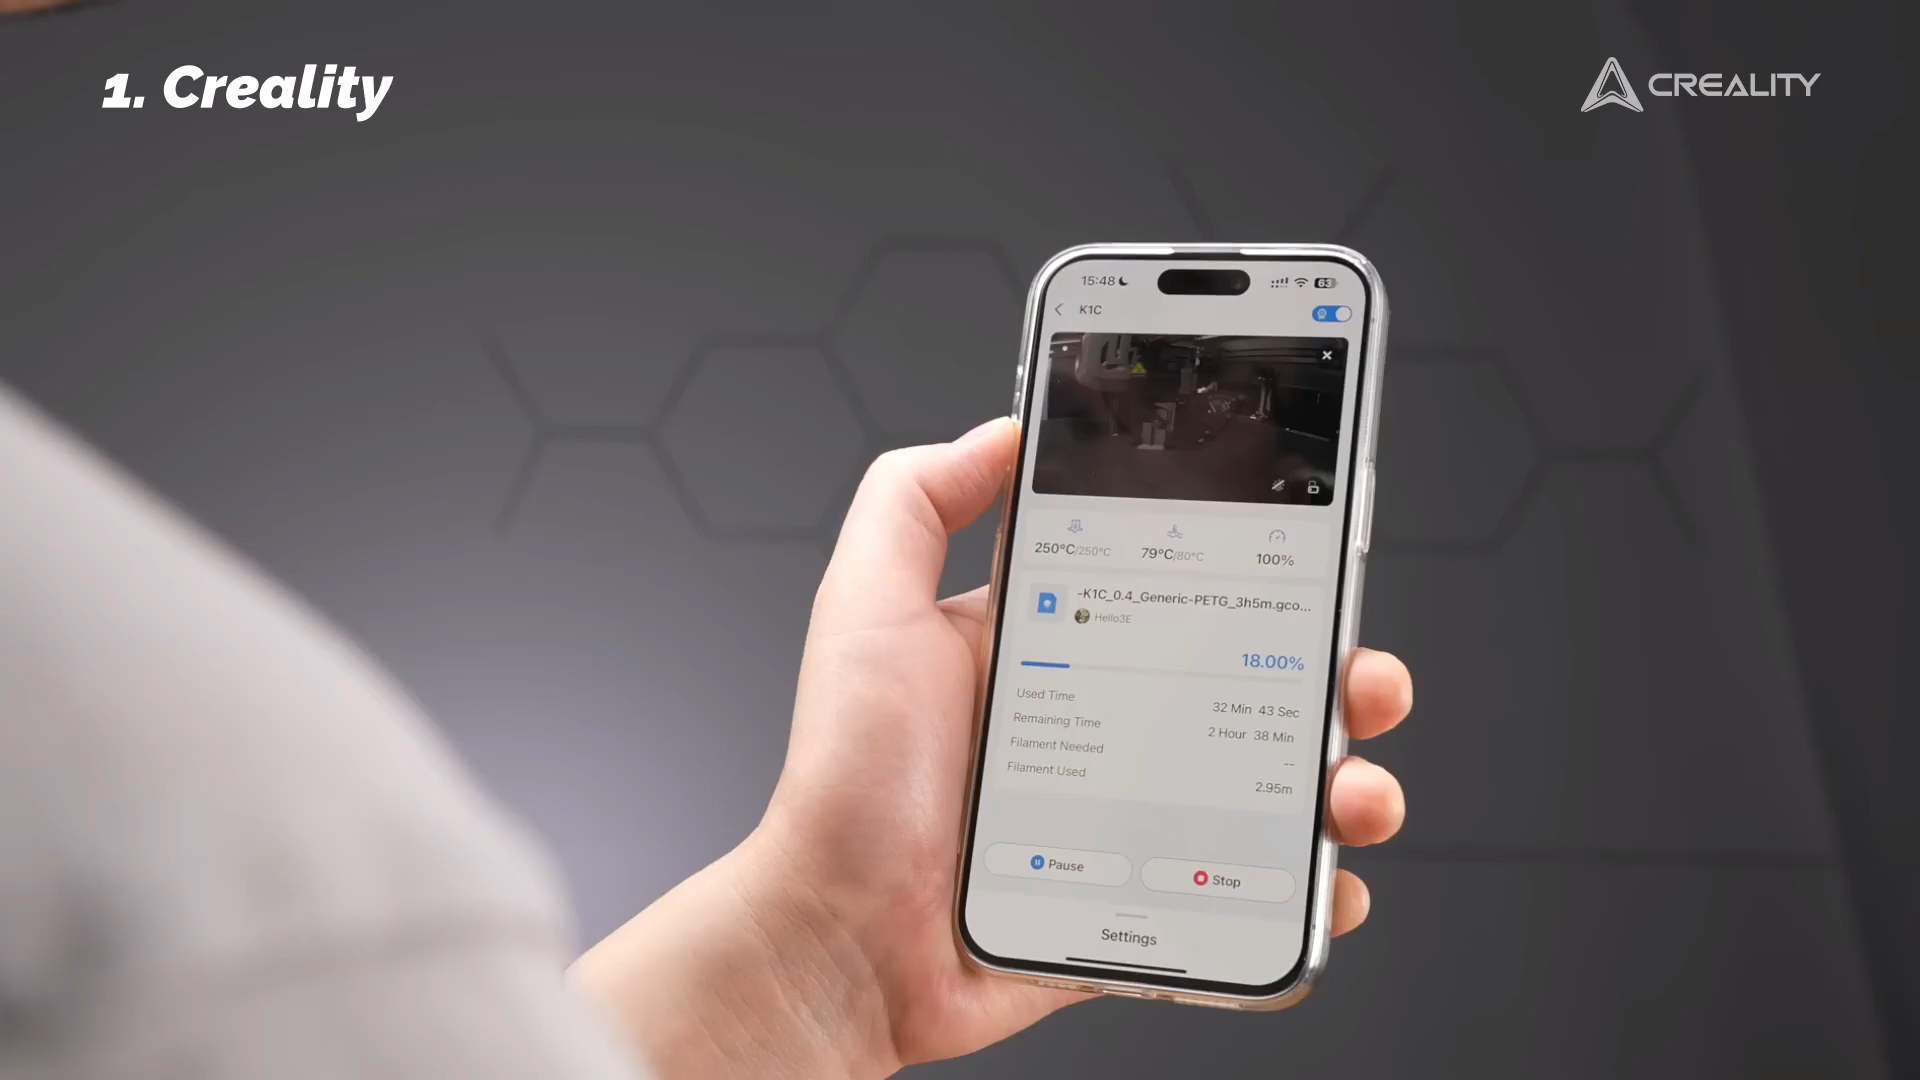 1. Creality
CREALITY
15:48
63
K1C
250°C/250°C
79°C/80°C
100%
-K1C_0.4_Generic-PETG_3h5m.gco...
Hello3E
18.00%
Used Time
32 Min 43 Sec
Remaining Time
2 Hour 38 Min
Filament Needed
--
Filament Used
2.95m
Pause
Stop
Settings